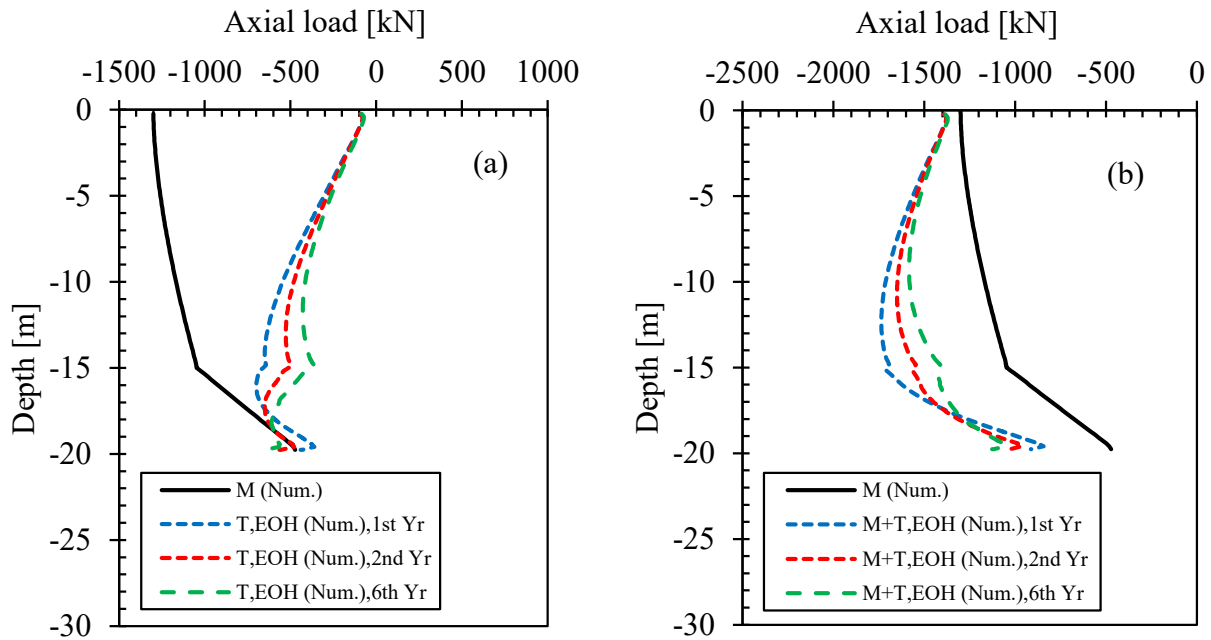 Axial load [kN]
-1500 -1000 -500 0 500 1000
0
-5
-10
-15
-20
-25
-30
Depth [m]
(a)
M (Num.)
T,EOH (Num.),1st Yr
T,EOH (Num.),2nd Yr
T,EOH (Num.),6th Yr
Axial load [kN]
-2500 -2000 -1500 -1000 -500 0
0
-5
-10
-15
-20
-25
-30
Depth [m]
(b)
M (Num.)
M+T,EOH (Num.),1st Yr
M+T,EOH (Num.),2nd Yr
M+T,EOH (Num.),6th Yr